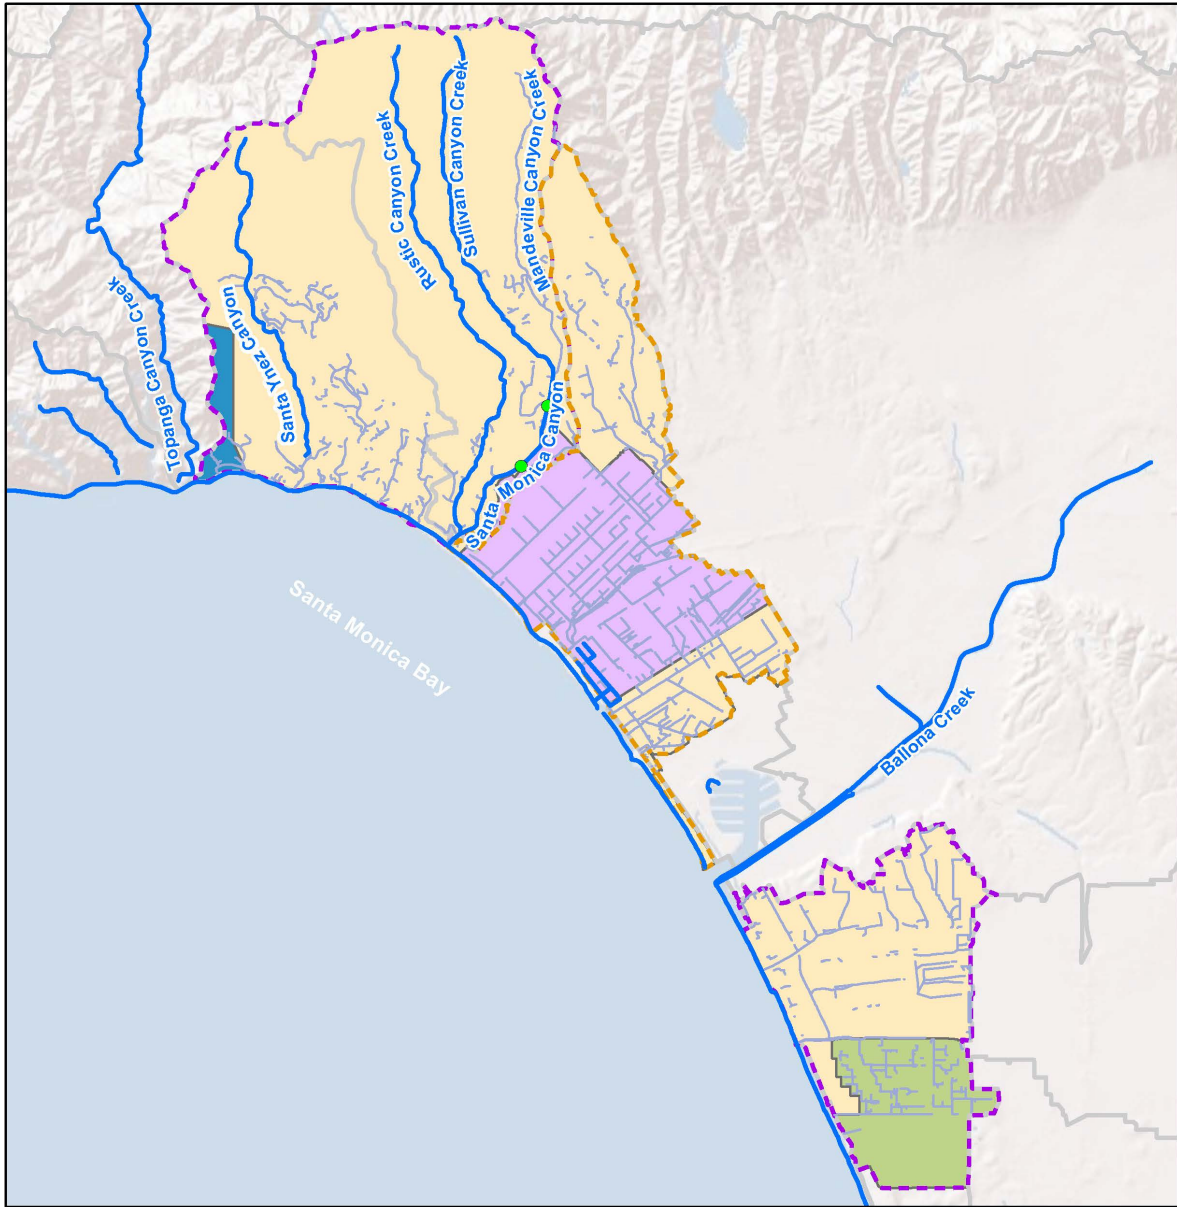 Topanga Canyon Creek
Santa Ynez Canyon
Rustic Canyon Creek
Sullivan Canyon Creek
Mandeville Canyon Creek
Santa Monica Canyon
Santa Monica Bay
Ballona Creek